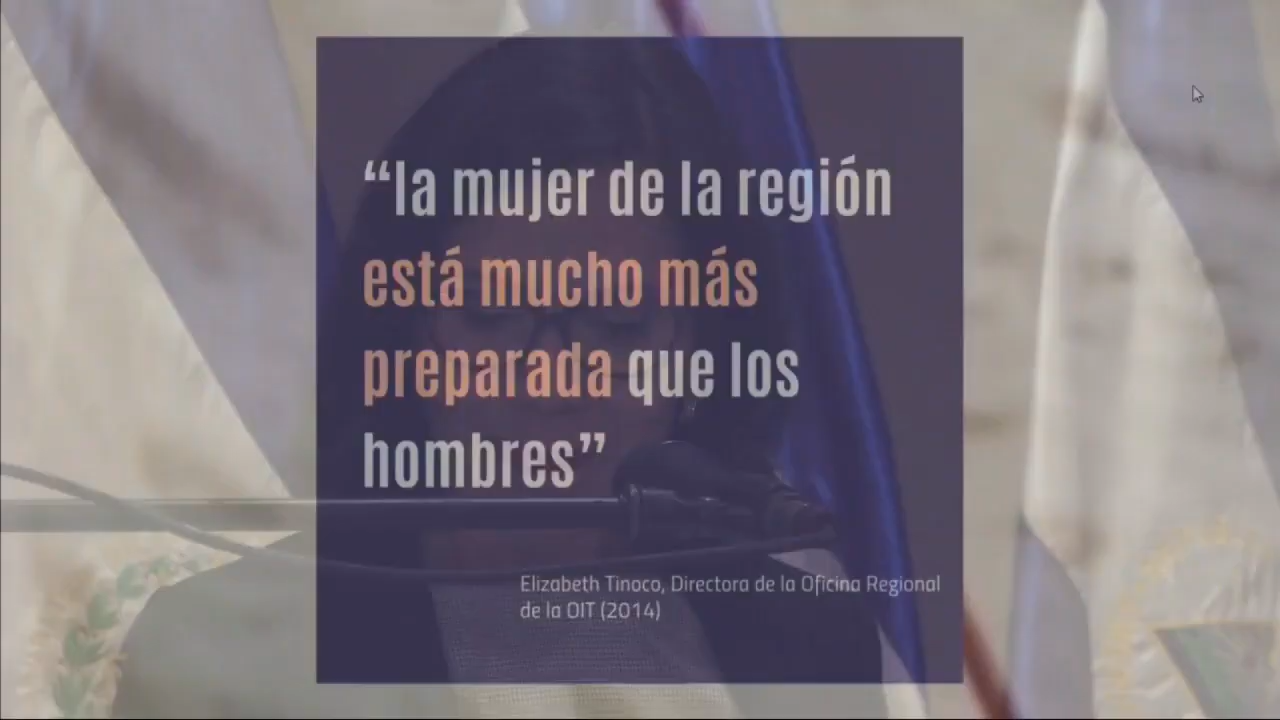 “la mujer de la región
está mucho más
preparada que los
hombres”
Elizabeth Tinoco, Directora de la Oficina Regional
de la OIT (2014)